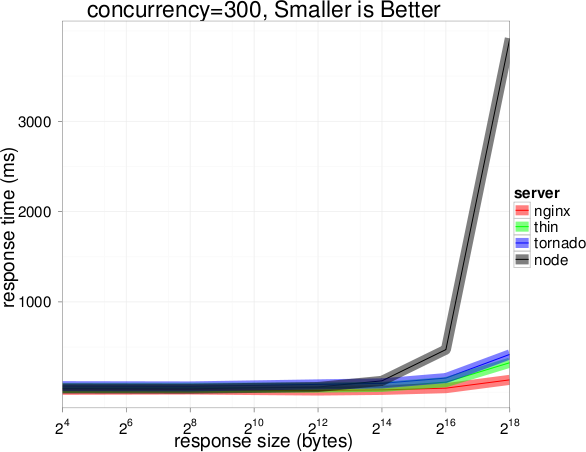 concurrency=300, Smaller is Better
response time (ms)
3000
2000
1000
2^4 2^6 2^8 2^10 2^12 2^14 2^16 2^18
response size (bytes)
server
nginx
thin
tornado
node